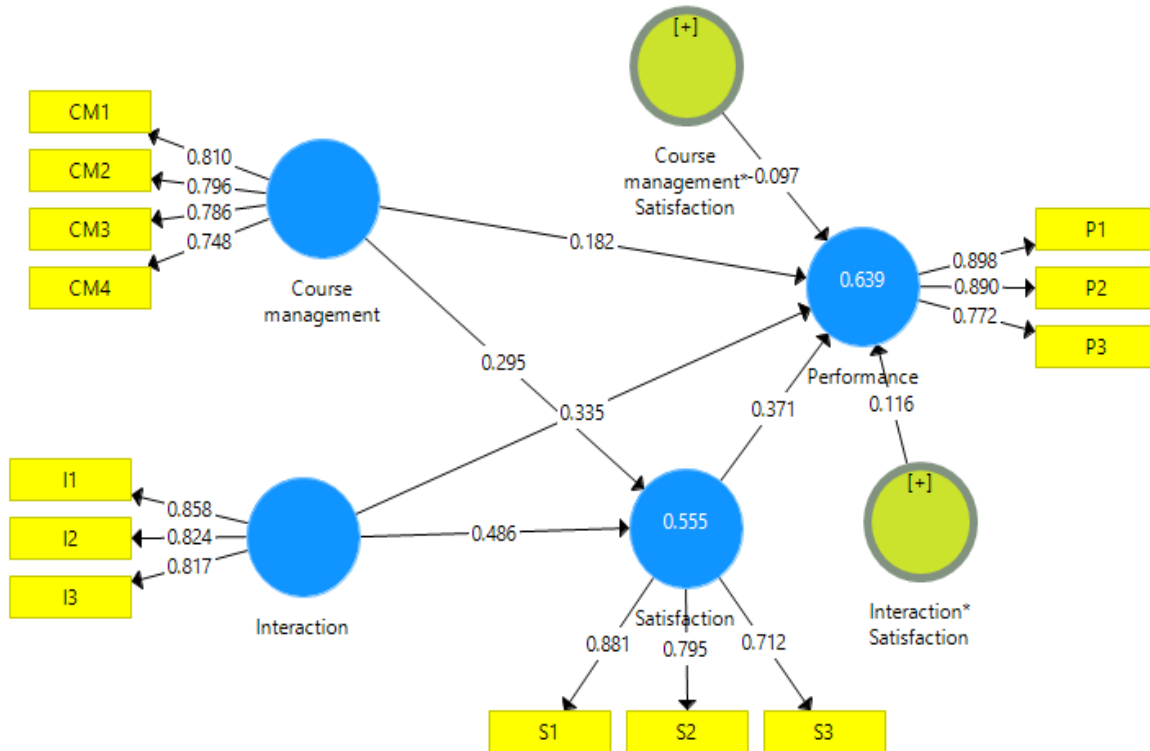 [+]
CM1
0.810
CM2
0.796
CM3
0.786
CM4
0.748
Course
management
Course
management*
Satisfaction
-0.097
0.182
0.639
Performance
P1
0.898
P2
0.890
P3
0.772
0.295
0.335
0.371
0.116
I1
0.858
I2
0.824
I3
0.817
Interaction
0.486
0.555
Satisfaction
[+]
Interaction*
Satisfaction
0.881
0.795
0.712
S1
S2
S3